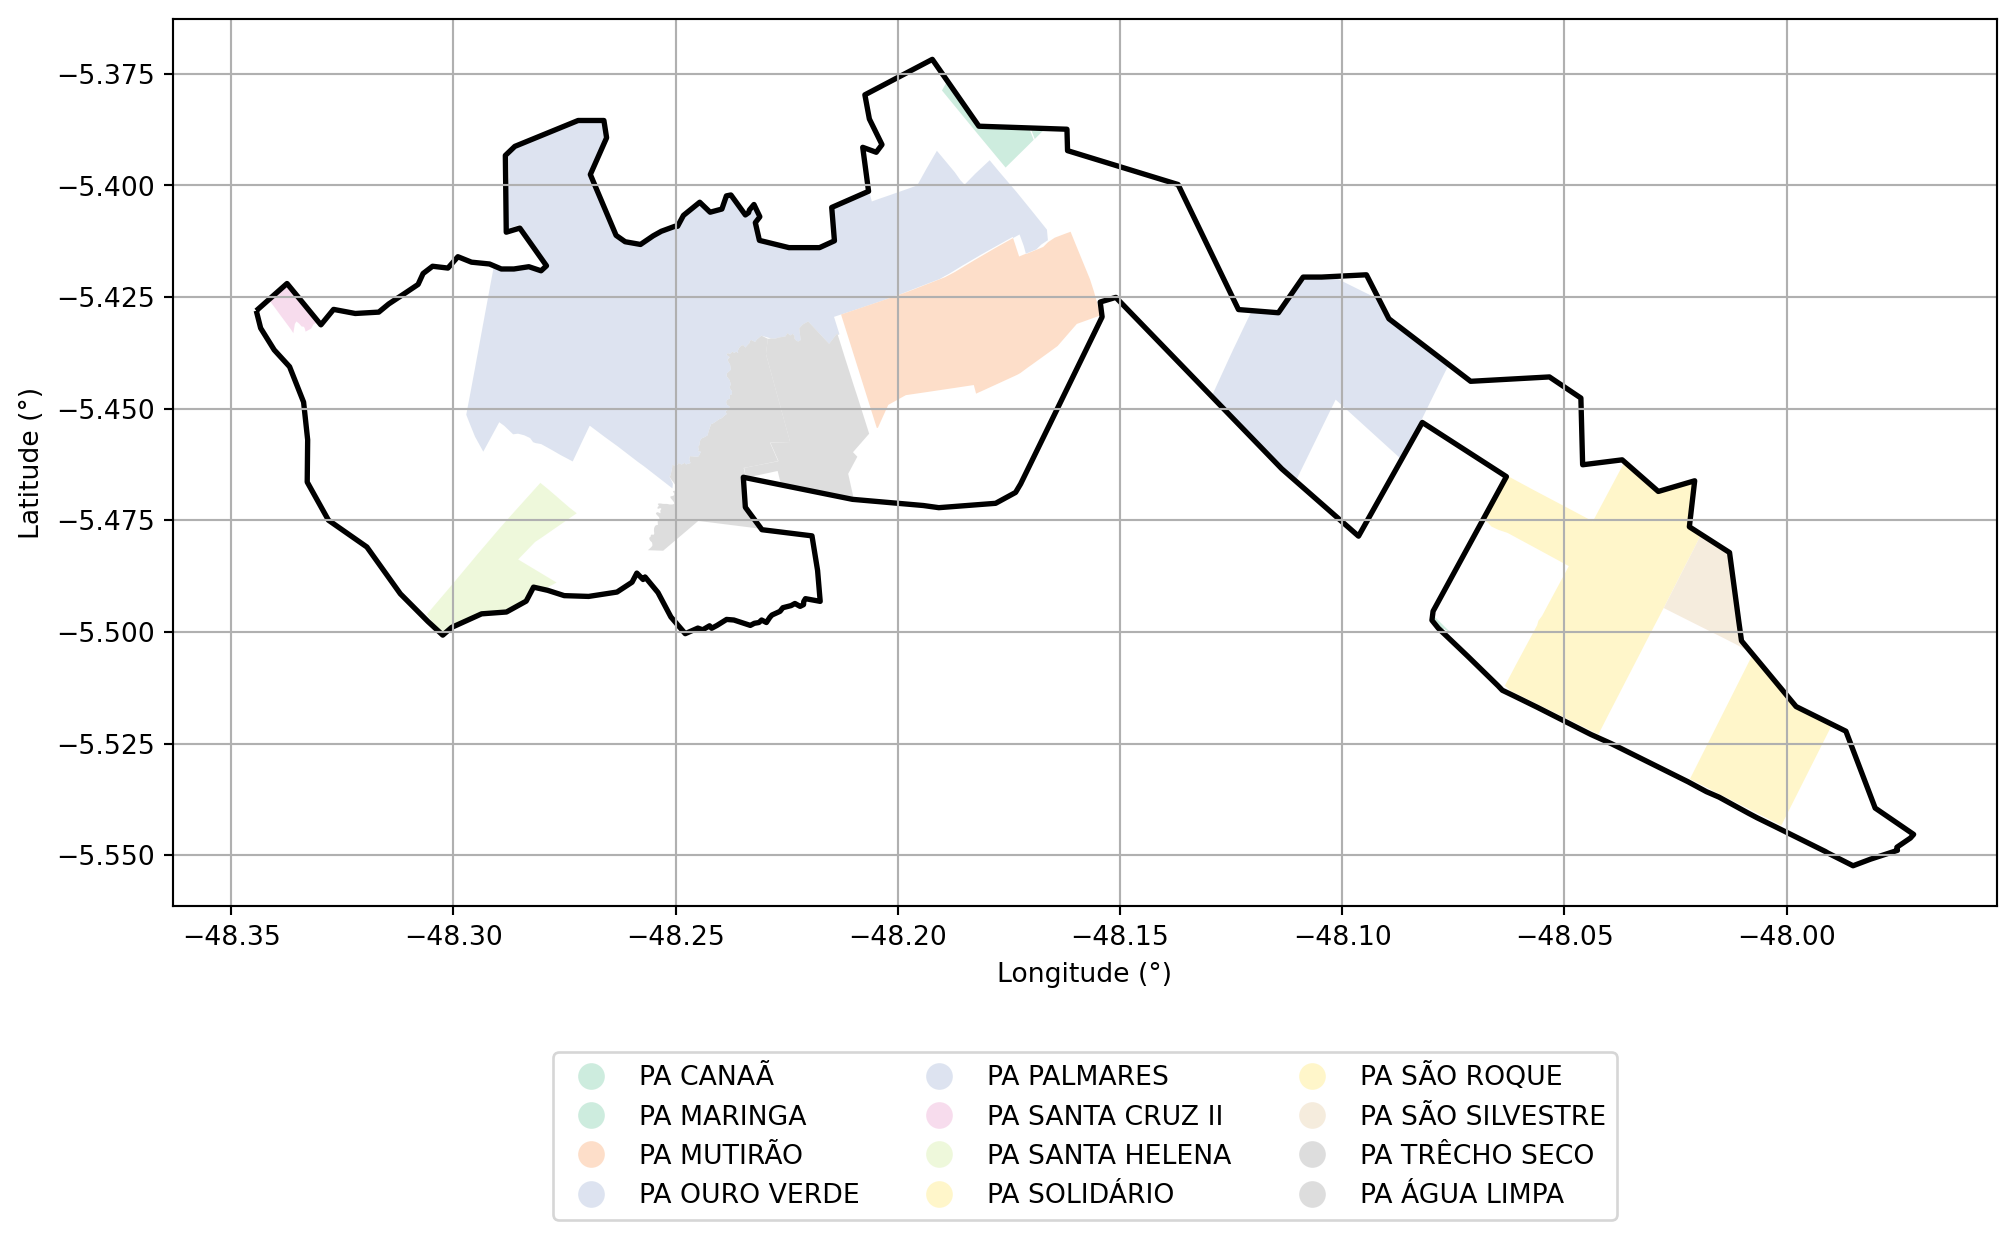 Latitude (°)
−5.375
−5.400
−5.425
−5.450
−5.475
−5.500
−5.525
−5.550
−48.35 −48.30 −48.25 −48.20 −48.15 −48.10 −48.05 −48.00
Longitude (°)
PA CANAÃ
PA MARINGA
PA MUTIRÃO
PA OURO VERDE
PA PALMARES
PA SANTA CRUZ II
PA SANTA HELENA
PA SOLIDÁRIO
PA SÃO ROQUE
PA SÃO SILVESTRE
PA TRÊCHO SECO
PA ÁGUA LIMPA